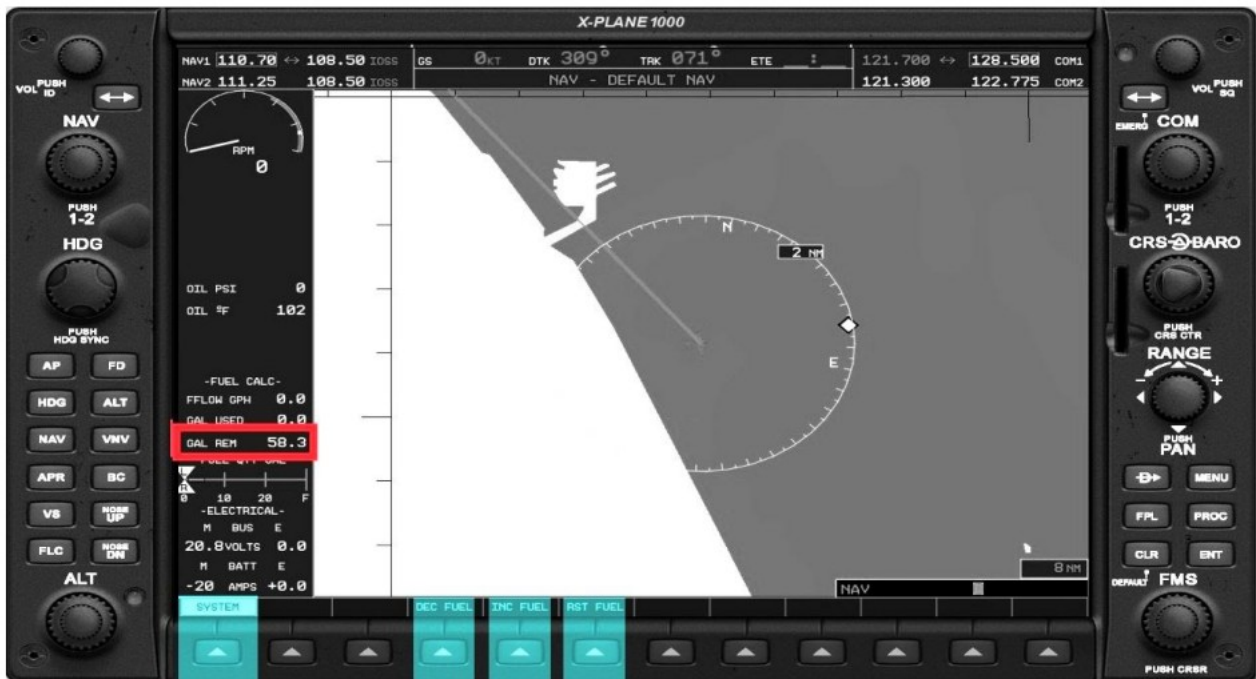 X-PLANE 1000
NAV1 110.70 ↔ 108.50 IOSS
NAV2 111.25 108.50 IOSS
GS 0KT DTK 309° TRK 071° ETE __:__
NAV - DEFAULT NAV
121.700 ↔ 128.500 COM1
121.300 122.775 COM2
VOL PUSH ID
NAV
PUSH 1-2
HDG
PUSH HDG SYNC
AP FD
HDG ALT
NAV VNV
APR BC
VS NOSE UP
FLC NOSE DN
ALT
RPM
0
OIL PSI 0
OIL °F 102
-FUEL CALC-
FFLOW GPH 0.0
GAL USED 0.0
GAL REM 58.3
FUEL QTY GAL
L
R
0 10 20 F
-ELECTRICAL-
M BUS E
20.8 VOLTS 0.0
M BATT E
-20 AMPS +0.0
N
2 NM
E
8 NM
NAV
SYSTEM DEC FUEL INC FUEL RST FUEL
VOL PUSH SQ
EMERG COM
PUSH 1-2
CRS BARO
PUSH CRS CTR
RANGE
- +
PUSH PAN
D MENU
FPL PROC
CLR ENT
DEFAULT FMS
PUSH CRSR